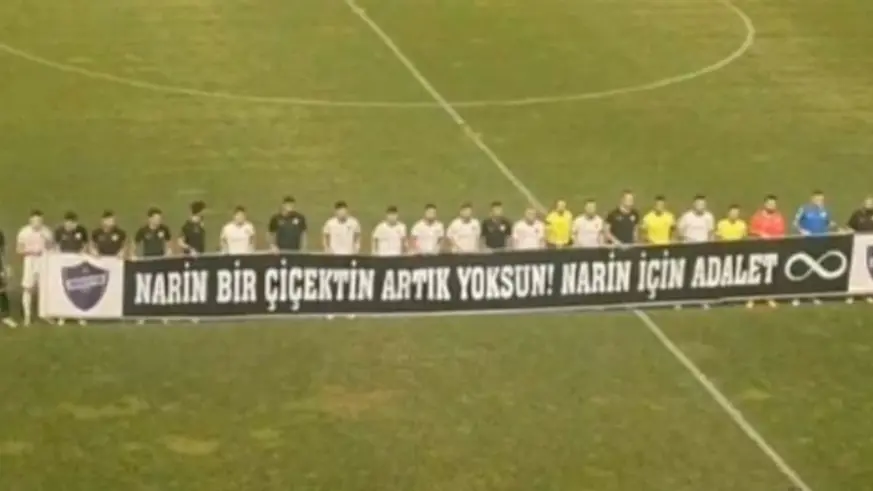 NARİN BİR ÇİÇEKTİN ARTIK YOKSUN! NARİN İÇİN ADALET